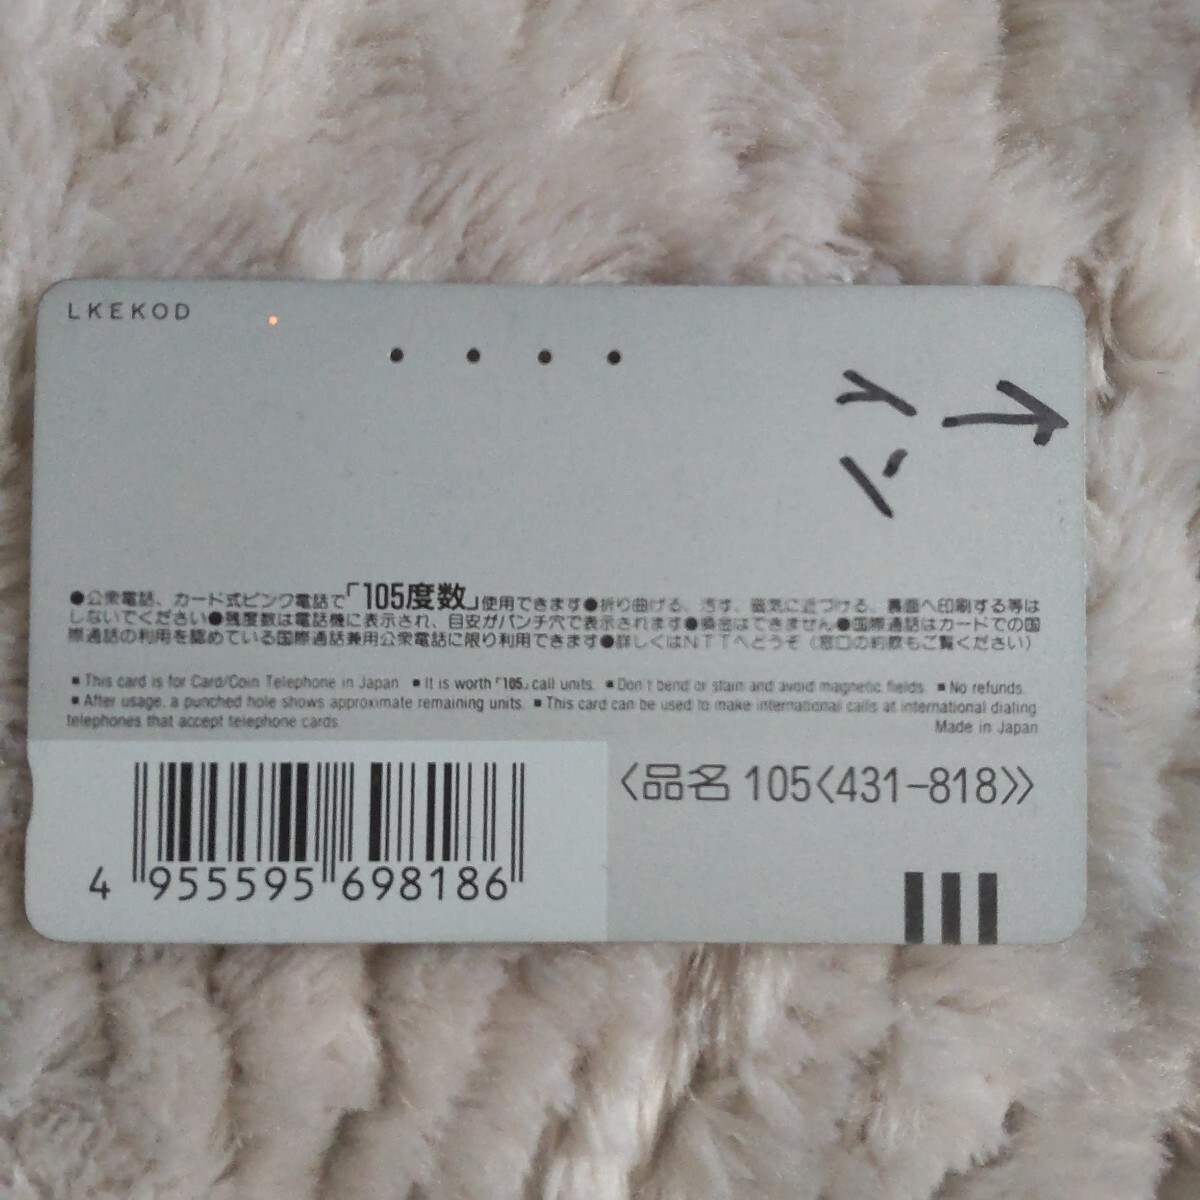 LKEKOD
●公衆電話、カード式ピンク電話で「105度数」使用できます●折り曲げる、汚す、磁気に近づける、裏面へ印刷する等は
しないでください●残度数は電話機に表示され、目安がパンチ穴で表示されます●換金はできません●国際通話はカードでの国
際通話の利用を認めている国際通話兼用公衆電話に限り利用できます●詳しくはNTTへどうぞ（窓口の約款もご覧ください）
■ This card is for Card/Coin Telephone in Japan. ■ It is worth「105」call units. ■ Don't bend or stain and avoid magnetic fields. ■ No refunds.
■ After usage, a punched hole shows approximate remaining units. ■ This card can be used to make international calls at international dialing
telephones that accept telephone cards.
Made in Japan
〈品名 105〈431-818〉〉
4 955595 698186